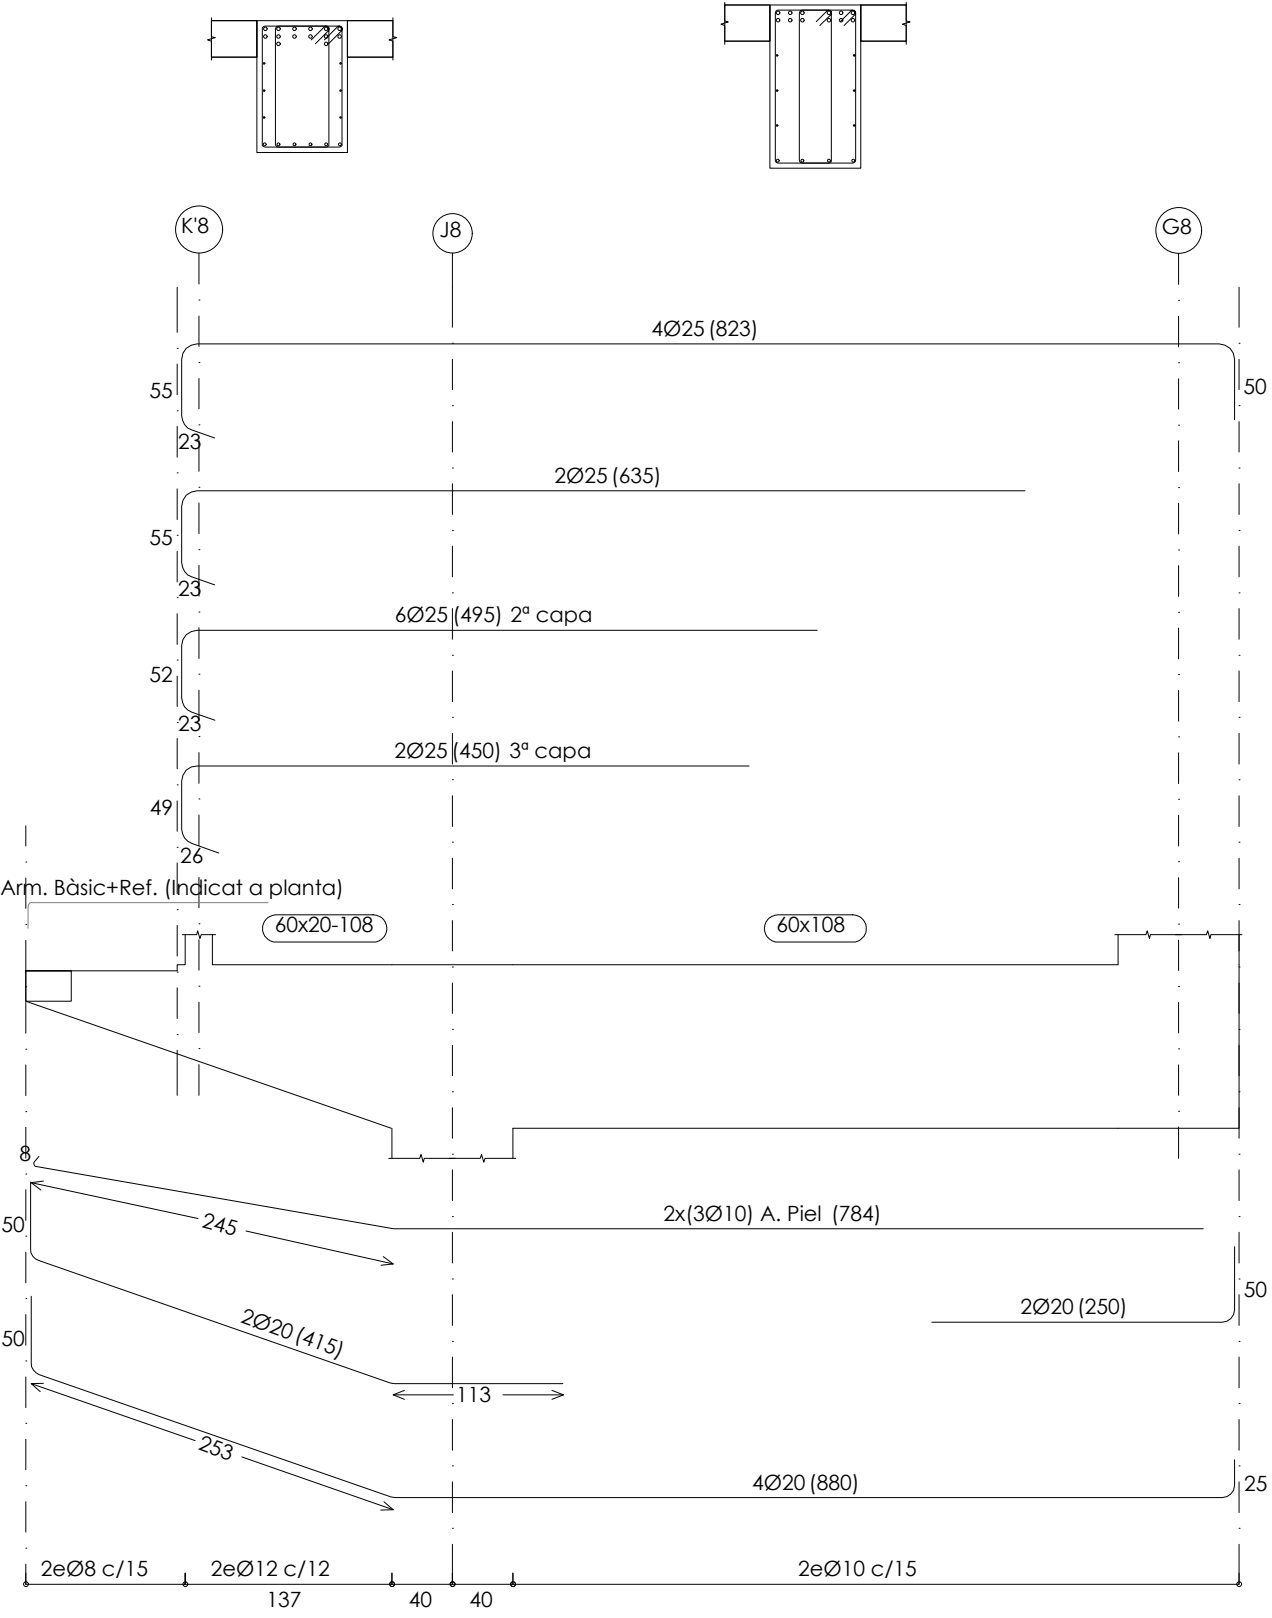 K'8
J8
G8
4Ø25 (823)
55
50
23
2Ø25 (635)
55
23
6Ø25 (495) 2ª capa
52
23
2Ø25 (450) 3ª capa
49
26
Arm. Bàsic+Ref. (Indicat a planta)
60x20-108
60x108
8
2x(3Ø10) A. Piel (784)
50
245
50
2Ø20 (250)
2Ø20 (415)
50
113
253
4Ø20 (880)
25
2eØ8 c/15
2eØ12 c/12
2eØ10 c/15
137
40
40